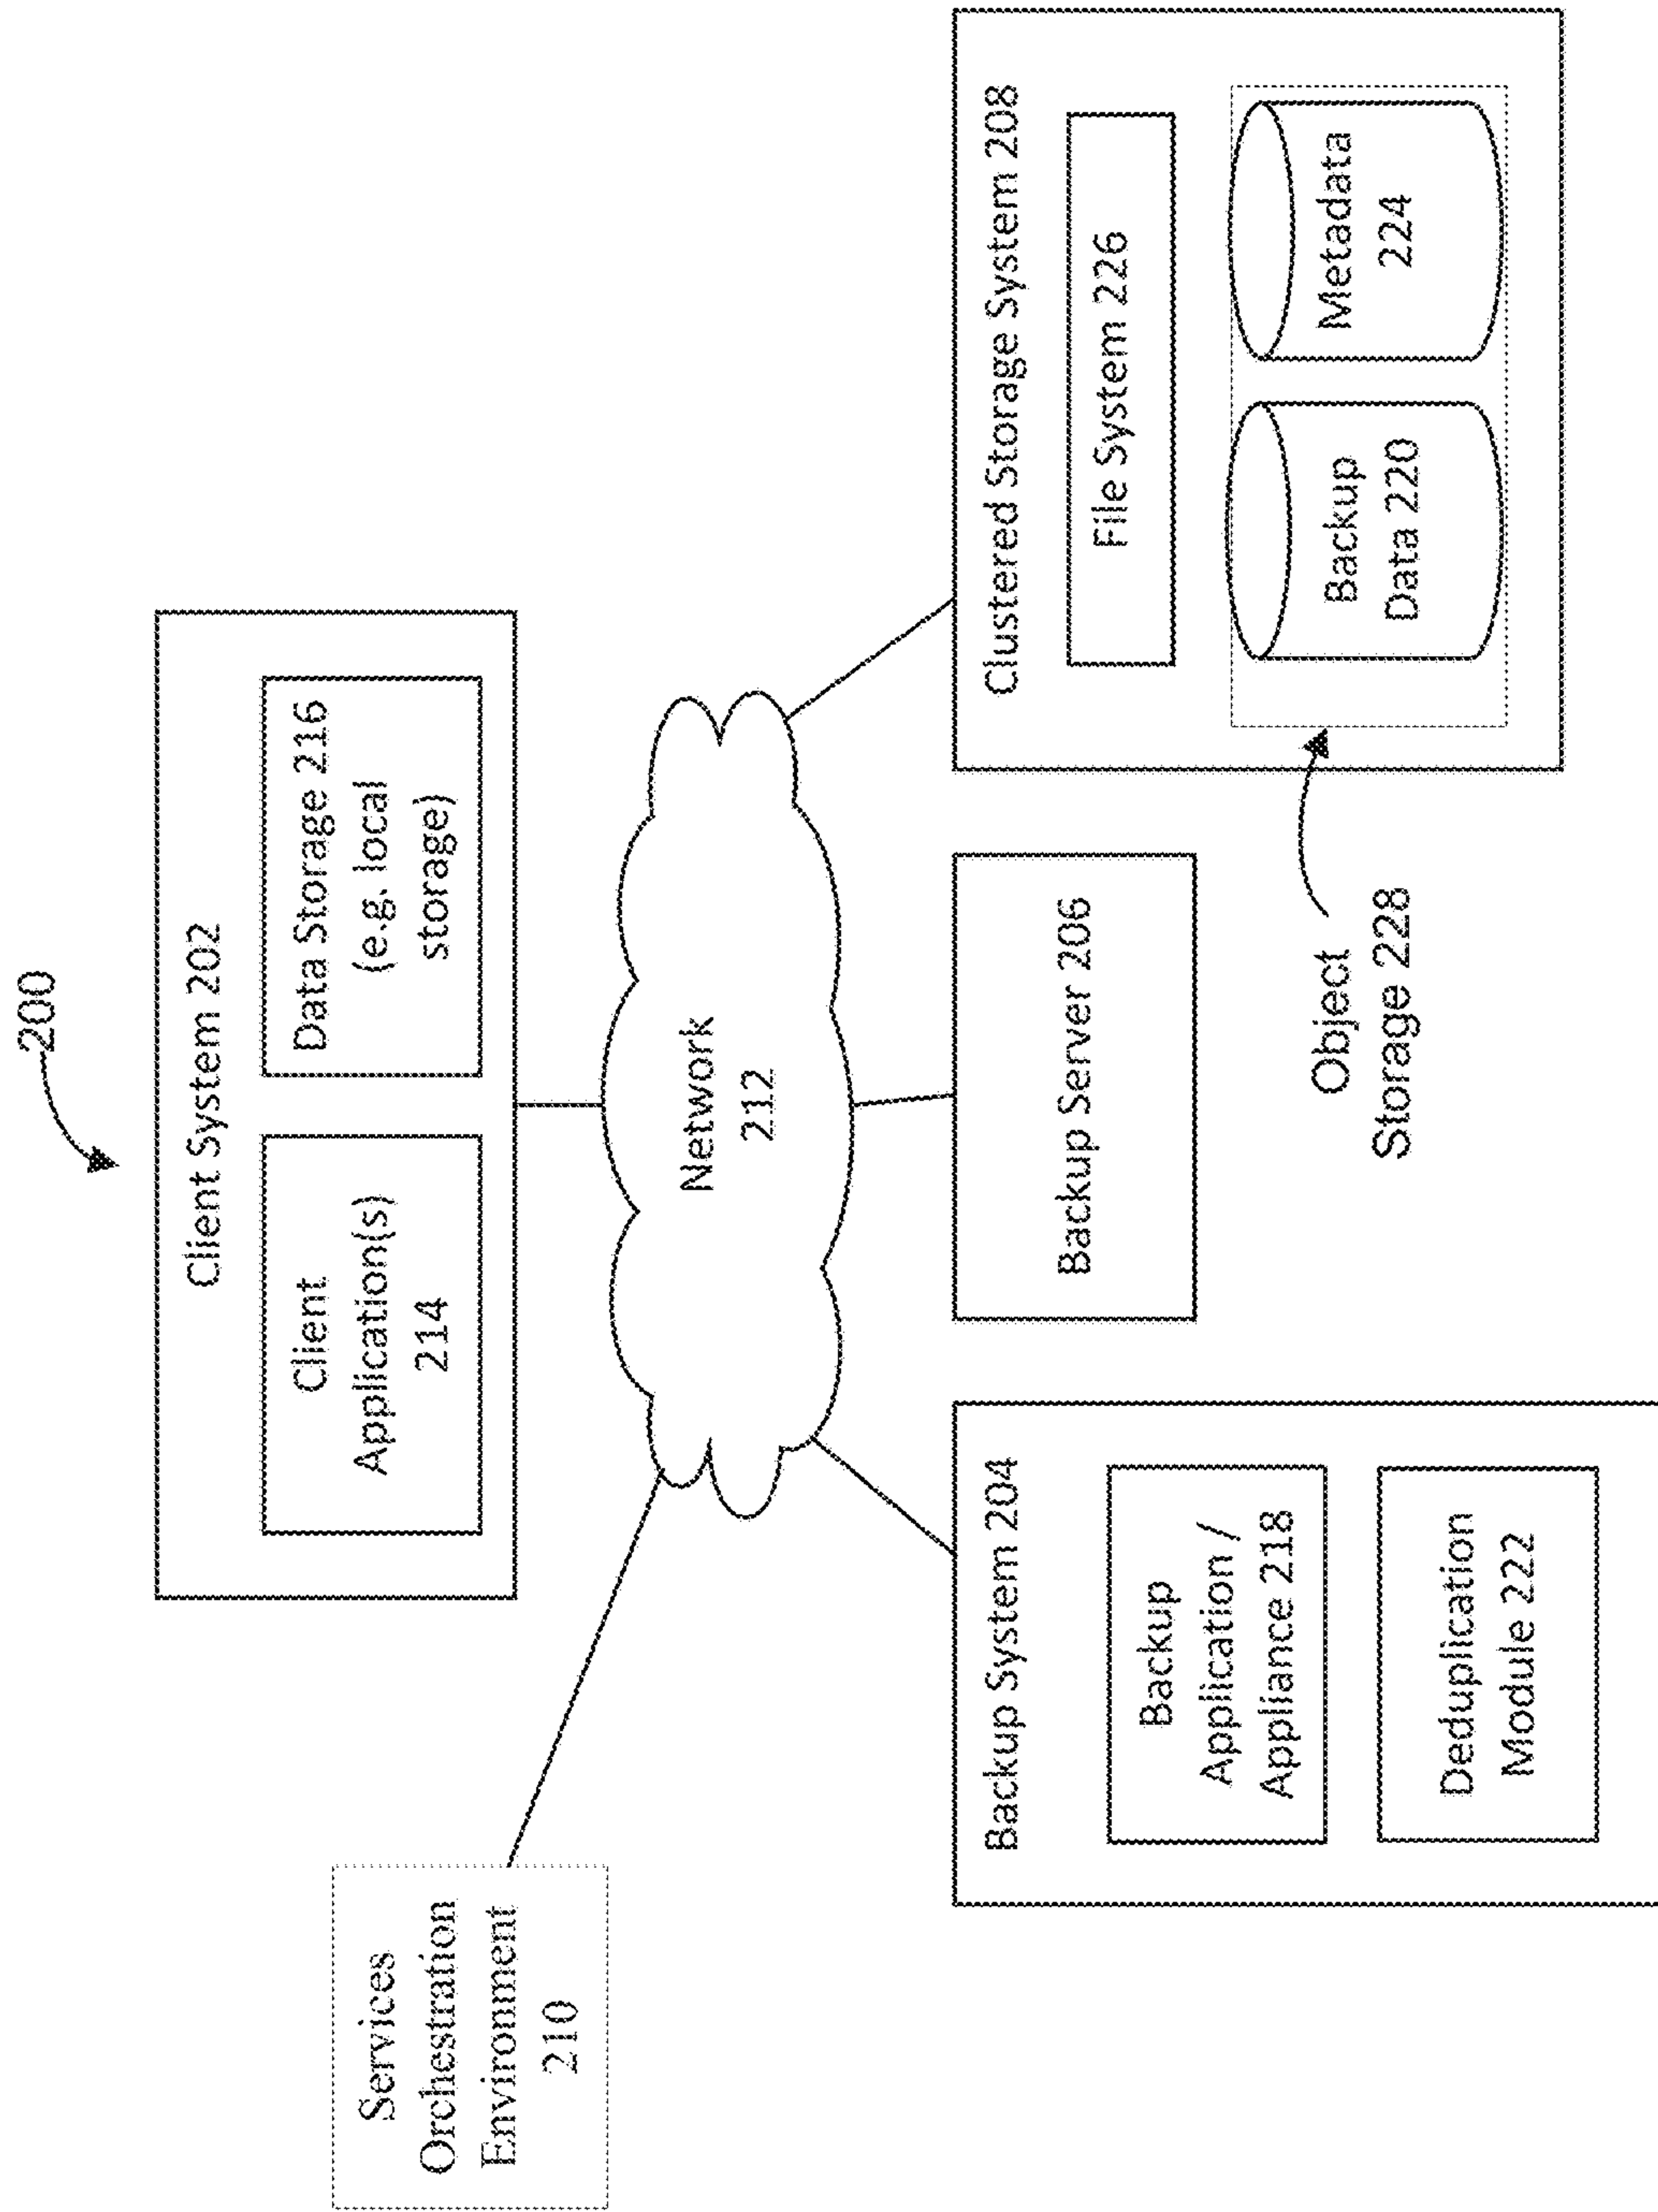 200
Client System 202
Client
Application(s)
214
Data Storage 216
(e.g. local
storage)
Services
Orchestration
Environment
210
Network
212
Backup System 204
Backup
Application /
Appliance 218
Deduplication
Module 222
Backup Server 206
Clustered Storage System 208
File System 226
Backup
Data 220
Metadata
224
Object
Storage 228